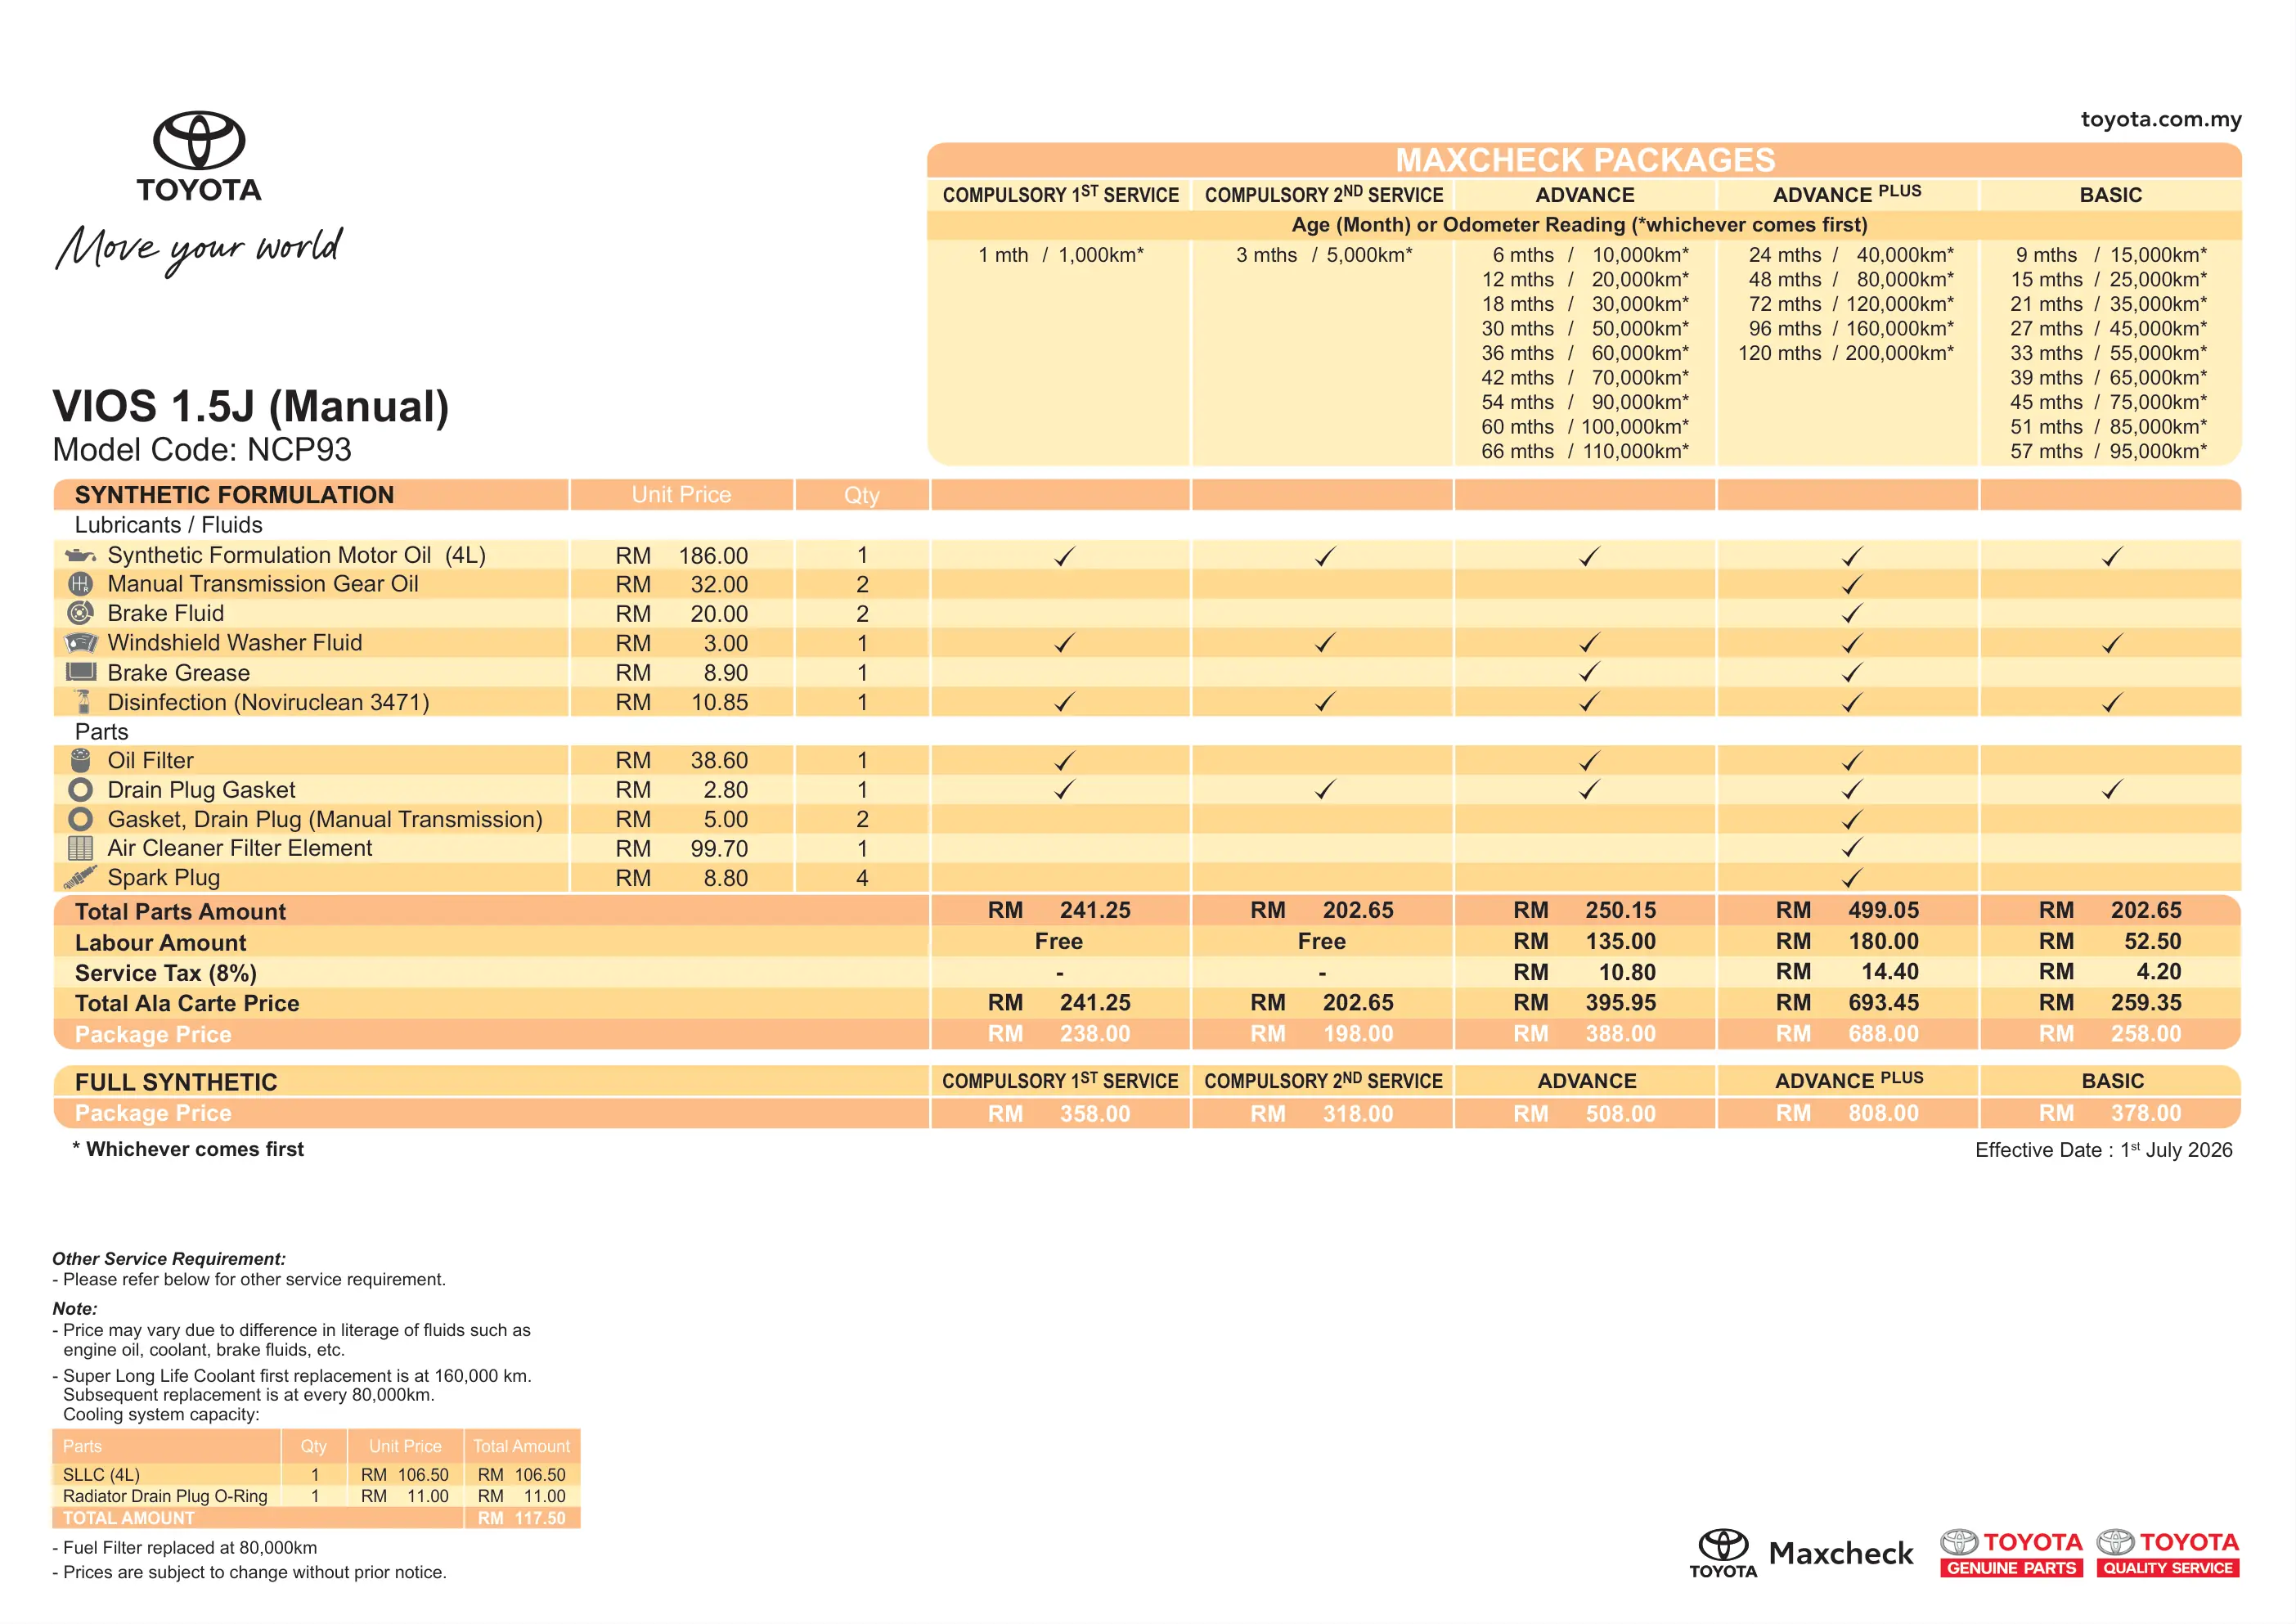 toyota.com.my
TOYOTA
Move your world
VIOS 1.5J (Manual)
Model Code: NCP93
MAXCHECK PACKAGES
COMPULSORY 1ST SERVICE COMPULSORY 2ND SERVICE ADVANCE ADVANCE PLUS BASIC
Age (Month) or Odometer Reading (*whichever comes first)
1 mth / 1,000km* 3 mths / 5,000km* 6 mths / 10,000km* 24 mths / 40,000km* 9 mths / 15,000km*
12 mths / 20,000km* 48 mths / 80,000km* 15 mths / 25,000km*
18 mths / 30,000km* 72 mths / 120,000km* 21 mths / 35,000km*
30 mths / 50,000km* 96 mths / 160,000km* 27 mths / 45,000km*
36 mths / 60,000km* 120 mths / 200,000km* 33 mths / 55,000km*
42 mths / 70,000km* 39 mths / 65,000km*
54 mths / 90,000km* 45 mths / 75,000km*
60 mths / 100,000km* 51 mths / 85,000km*
66 mths / 110,000km* 57 mths / 95,000km*
SYNTHETIC FORMULATION Unit Price Qty
Lubricants / Fluids
Synthetic Formulation Motor Oil (4L) RM 186.00 1 ✓ ✓ ✓ ✓ ✓
Manual Transmission Gear Oil RM 32.00 2 ✓
Brake Fluid RM 20.00 2 ✓
Windshield Washer Fluid RM 3.00 1 ✓ ✓ ✓ ✓ ✓
Brake Grease RM 8.90 1 ✓ ✓
Disinfection (Noviruclean 3471) RM 10.85 1 ✓ ✓ ✓ ✓ ✓
Parts
Oil Filter RM 38.60 1 ✓ ✓ ✓
Drain Plug Gasket RM 2.80 1 ✓ ✓ ✓ ✓ ✓
Gasket, Drain Plug (Manual Transmission) RM 5.00 2 ✓
Air Cleaner Filter Element RM 99.70 1 ✓
Spark Plug RM 8.80 4 ✓
Total Parts Amount RM 241.25 RM 202.65 RM 250.15 RM 499.05 RM 202.65
Labour Amount Free Free RM 135.00 RM 180.00 RM 52.50
Service Tax (8%) - - RM 10.80 RM 14.40 RM 4.20
Total Ala Carte Price RM 241.25 RM 202.65 RM 395.95 RM 693.45 RM 259.35
Package Price RM 238.00 RM 198.00 RM 388.00 RM 688.00 RM 258.00
FULL SYNTHETIC COMPULSORY 1ST SERVICE COMPULSORY 2ND SERVICE ADVANCE ADVANCE PLUS BASIC
Package Price RM 358.00 RM 318.00 RM 508.00 RM 808.00 RM 378.00
* Whichever comes first
Effective Date : 1st July 2026
Other Service Requirement:
- Please refer below for other service requirement.
Note:
- Price may vary due to difference in literage of fluids such as
engine oil, coolant, brake fluids, etc.
- Super Long Life Coolant first replacement is at 160,000 km.
Subsequent replacement is at every 80,000km.
Cooling system capacity:
Parts Qty Unit Price Total Amount
SLLC (4L) 1 RM 106.50 RM 106.50
Radiator Drain Plug O-Ring 1 RM 11.00 RM 11.00
TOTAL AMOUNT RM 117.50
- Fuel Filter replaced at 80,000km
- Prices are subject to change without prior notice.
TOYOTA Maxcheck
TOYOTA GENUINE PARTS
TOYOTA QUALITY SERVICE